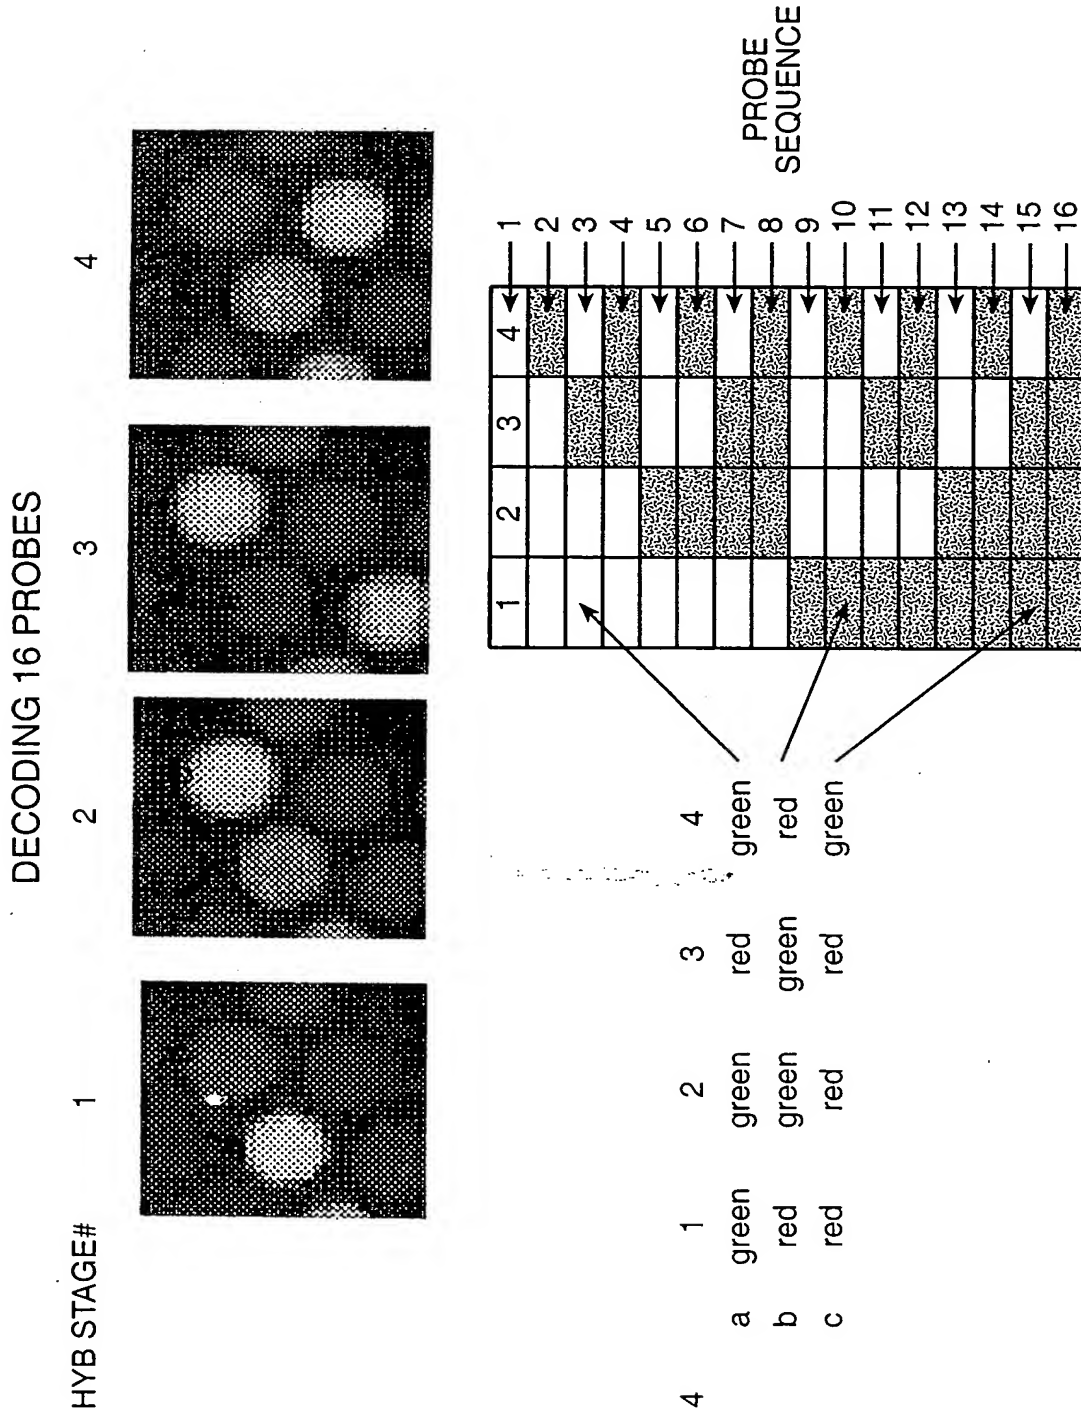 DECODING 16 PROBES
HYB STAGE# 1 2 3 4
1 2 3 4 1
2
3
4
5
6
7
8
9
10
11
12
13
14
15
16
PROBE
SEQUENCE
1 2 3 4
4
a green green red green
b red green green red
c red red red green